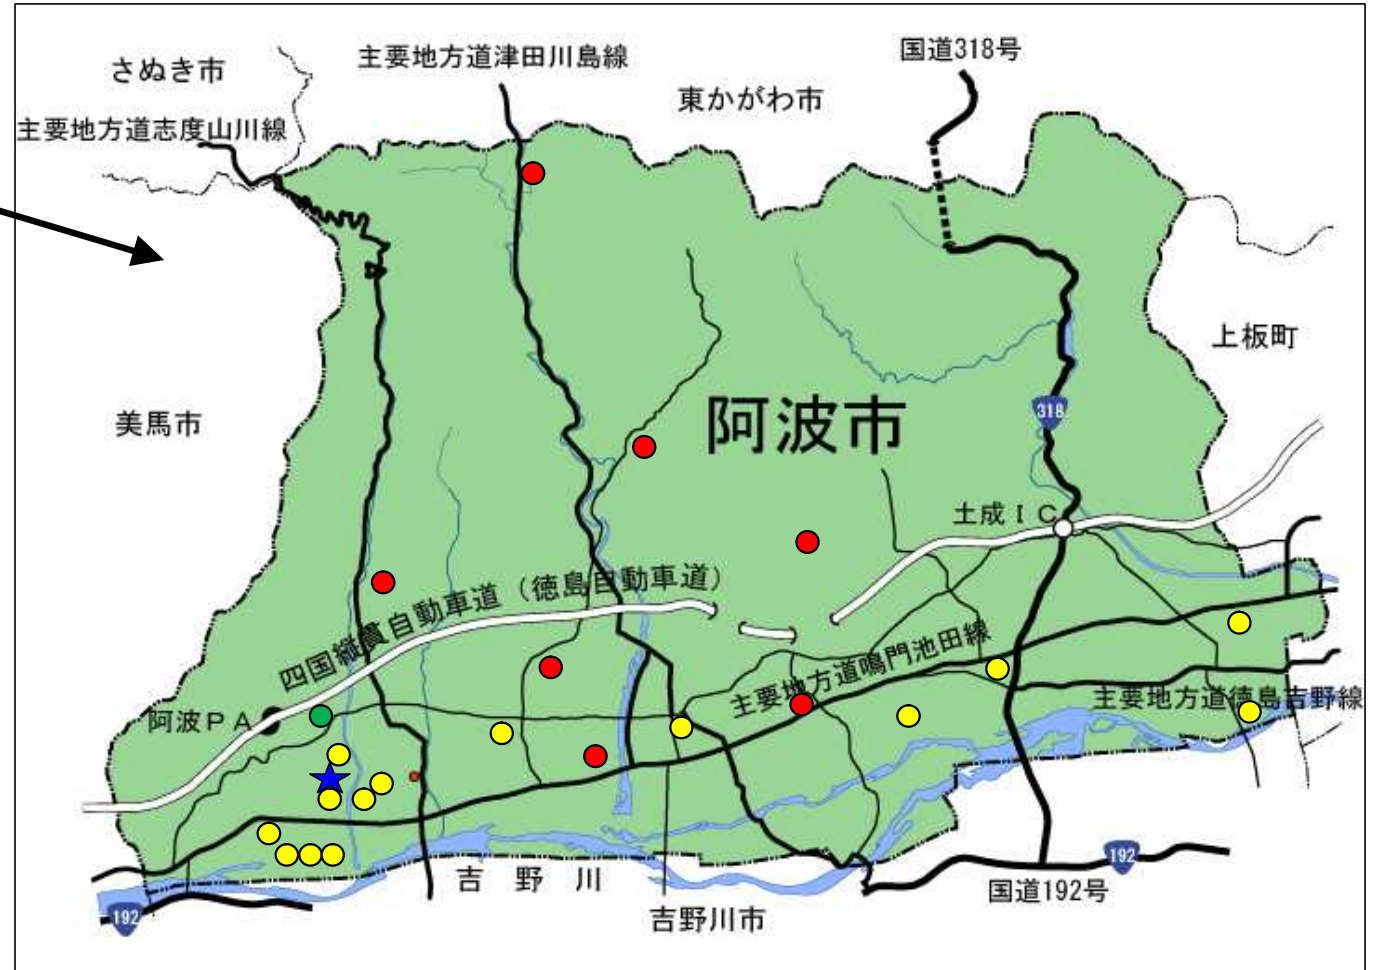 国道318号
主要地方道津田川島線
さぬき市
東かがわ市
主要地方道志度山川線
上板町
阿波市
318
美馬市
土成IC
四国縦貫自動車道(徳島自動車道)
主要地方道鳴門池田線
主要地方道徳島吉野線
阿波PA
192
吉野川
国道192号
192
吉野川市